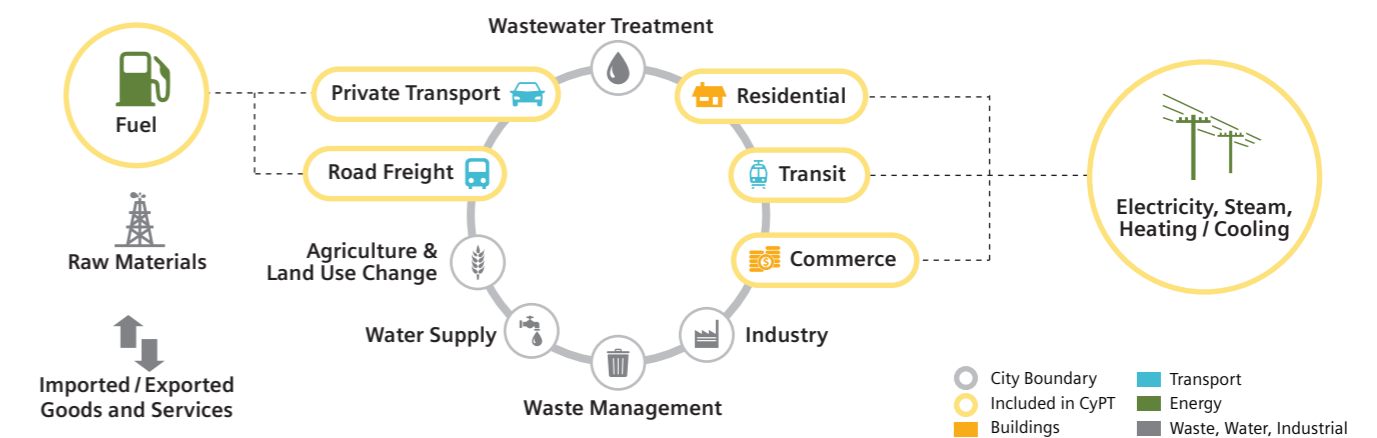 Wastewater Treatment
Fuel
Private Transport
Road Freight
Raw Materials
Agriculture &
Land Use Change
Water Supply
Imported / Exported
Goods and Services
Waste Management
Residential
Transit
$
Commerce
Industry
Electricity, Steam,
Heating / Cooling
City Boundary
Included in CyPT
Buildings
Transport
Energy
Waste, Water, Industrial